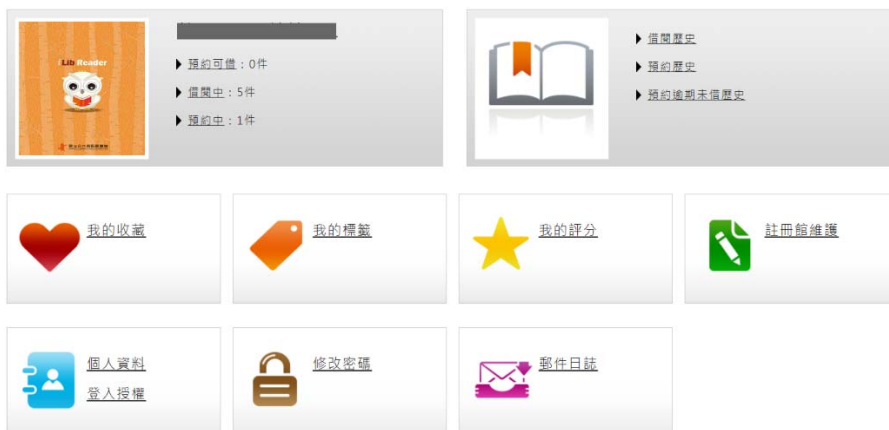 iLib Reader
預約可借：0件
借閱中：5件
預約中：1件
借閱歷史
預約歷史
預約逾期未借歷史
我的收藏
我的標籤
我的評分
註冊館維護
個人資料
登入授權
修改密碼
郵件日誌